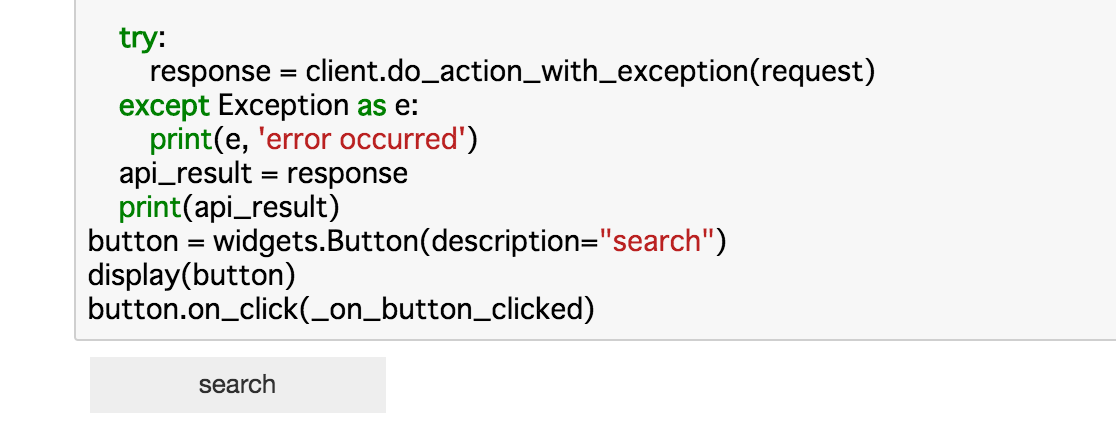 try:
response = client.do_action_with_exception(request)
except Exception as e:
print(e, 'error occurred')
api_result = response
print(api_result)
button = widgets.Button(description="search")
display(button)
button.on_click(_on_button_clicked)
search